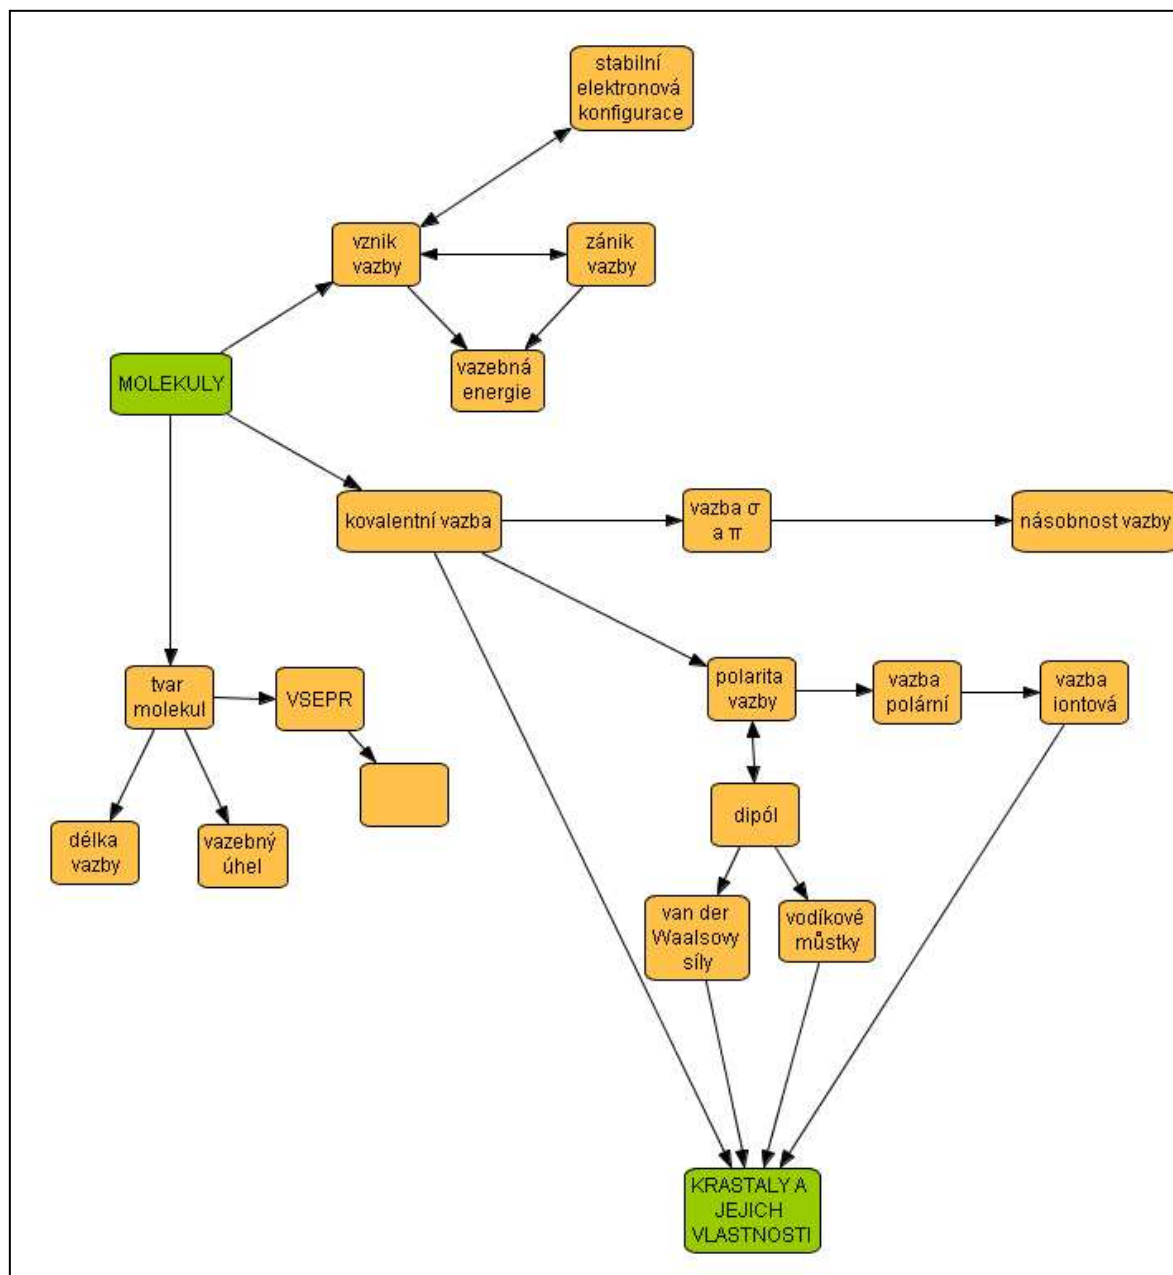 stabilní
elektronová
konfigurace
vznik
vazby
zánik
vazby
vazebná
energie
MOLEKULY
kovalentní vazba
vazba σ
a π
násobnost vazby
tvar
molekul
VSEPR
polarita
vazby
vazba
polární
vazba
iontová
délka
vazby
vazebný
úhel
dipól
van der
Waalsovy
síly
vodíkové
můstky
KRASTALY A
JEJICH
VLASTNOSTI